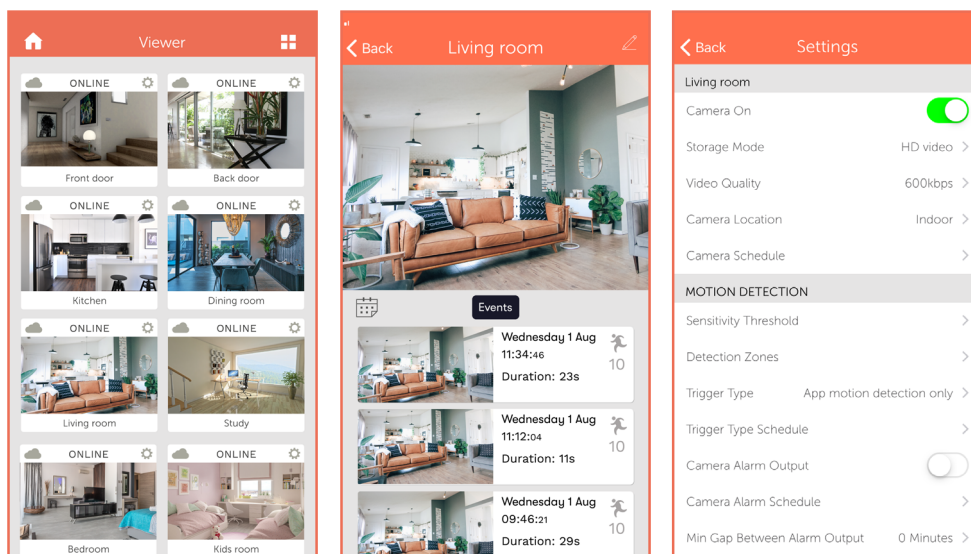 Viewer
ONLINE
ONLINE
Front door
Back door
ONLINE
ONLINE
Kitchen
Dining room
ONLINE
ONLINE
Living room
Study
ONLINE
ONLINE
Bedroom
Kids room
Back
Living room
Events
Wednesday 1 Aug
11:34:46
Duration: 23s
10
Wednesday 1 Aug
11:12:04
Duration: 11s
10
Wednesday 1 Aug
09:46:21
Duration: 29s
10
Back
Settings
Living room
Camera On
Storage Mode HD video
Video Quality 600kbps
Camera Location Indoor
Camera Schedule
MOTION DETECTION
Sensitivity Threshold
Detection Zones
Trigger Type App motion detection only
Trigger Type Schedule
Camera Alarm Output
Camera Alarm Schedule
Min Gap Between Alarm Output 0 Minutes